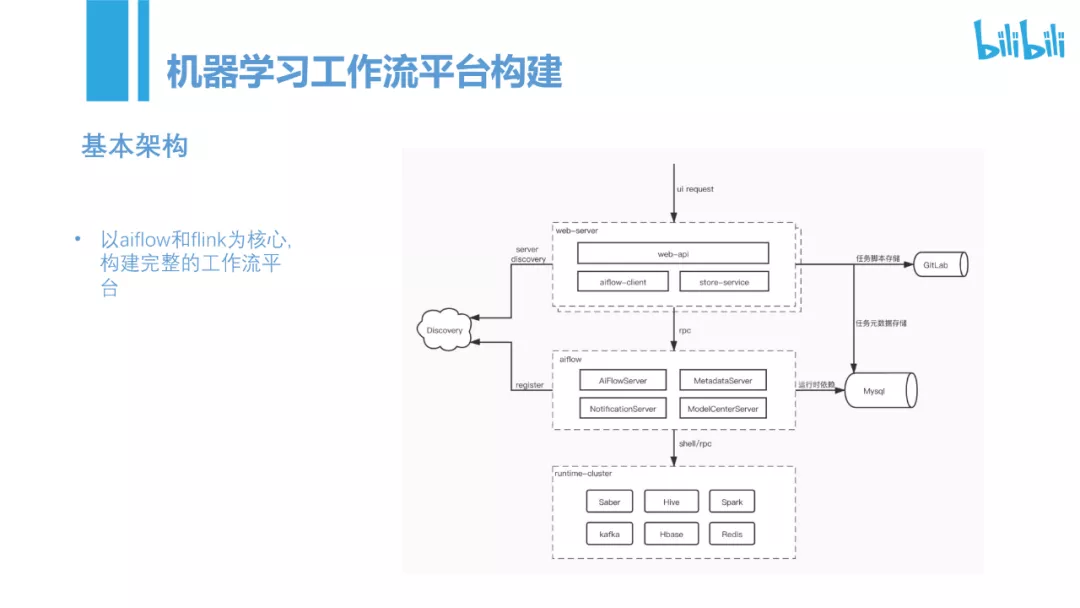 bilibili
机器学习工作流平台构建
基本架构
• 以aiflow和flink为核心,
构建完整的工作流平
台
ui request
web-server
web-api
aiflow-client
store-service
server
discovery
任务脚本存储
GitLab
任务元数据存储
Discovery
rpc
aiflow
AiFlowServer
MetadataServer
NotificationServer
ModelCenterServer
register
运行时依赖
Mysql
shell/rpc
runtime-cluster
Saber
Hive
Spark
kafka
Hbase
Redis